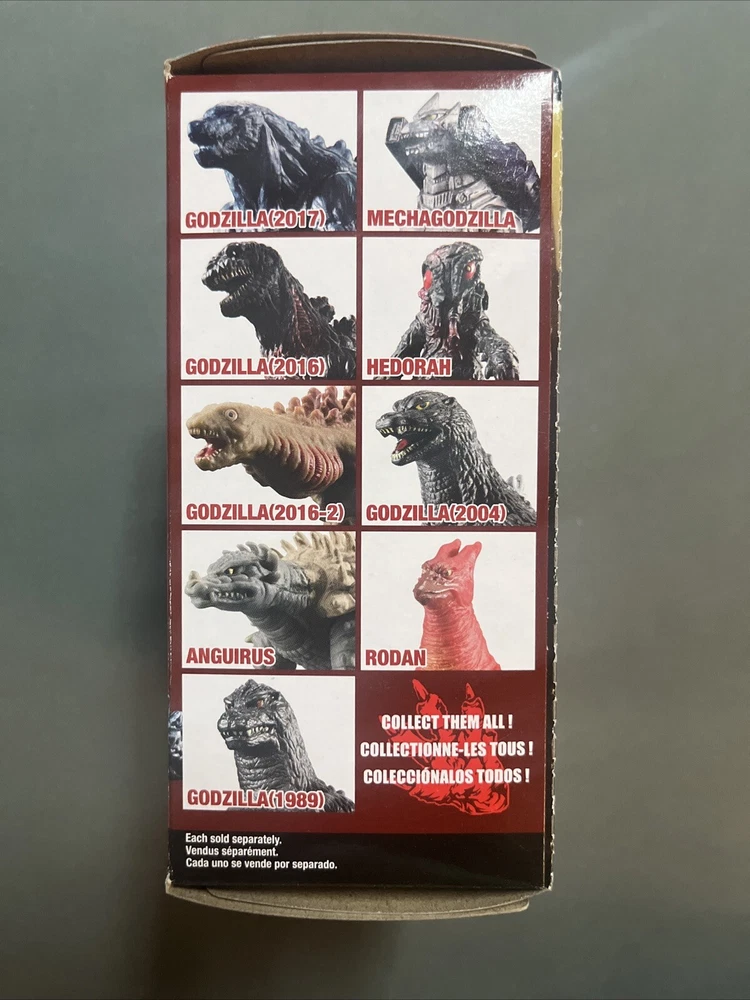 GODZILLA(2017)
MECHAGODZILLA
GODZILLA(2016)
HEDORAH
GODZILLA(2016-2)
GODZILLA(2004)
ANGUIRUS
RODAN
GODZILLA(1989)
COLLECT THEM ALL !
COLLECTIONNE-LES TOUS !
COLECCIÓNALOS TODOS !
Each sold separately.
Vendus séparément.
Cada uno se vende por separado.